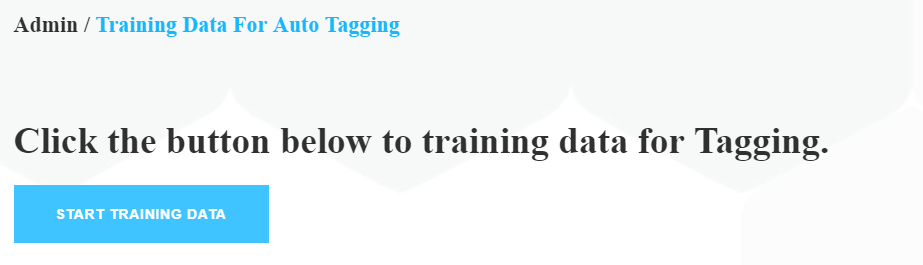 Admin / Training Data For Auto Tagging
Click the button below to training data for Tagging.
START TRAINING DATA